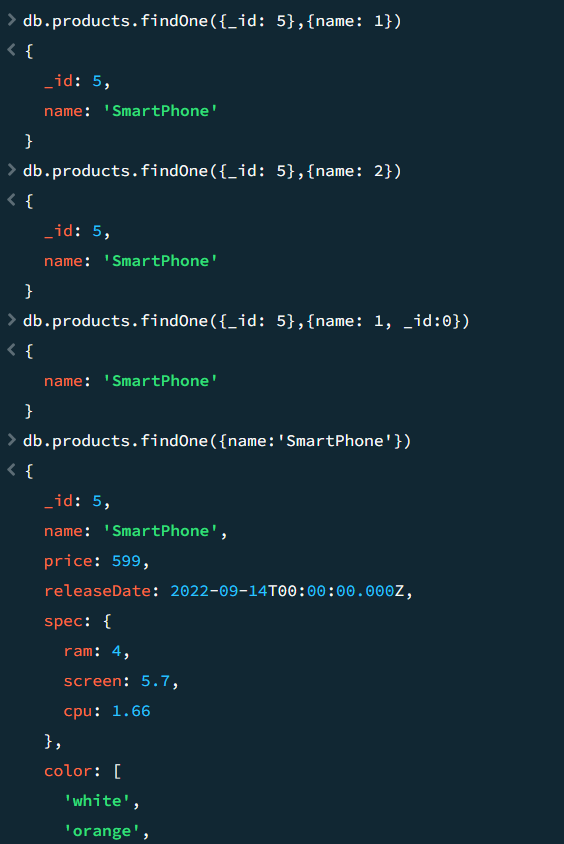 > db.products.findOne({_id: 5},{name: 1})
< {
_id: 5,
name: 'SmartPhone'
}
> db.products.findOne({_id: 5},{name: 2})
< {
_id: 5,
name: 'SmartPhone'
}
> db.products.findOne({_id: 5},{name: 1, _id:0})
< {
name: 'SmartPhone'
}
> db.products.findOne({name:'SmartPhone'})
< {
_id: 5,
name: 'SmartPhone',
price: 599,
releaseDate: 2022-09-14T00:00:00.000Z,
spec: {
ram: 4,
screen: 5.7,
cpu: 1.66
},
color: [
'white',
'orange',